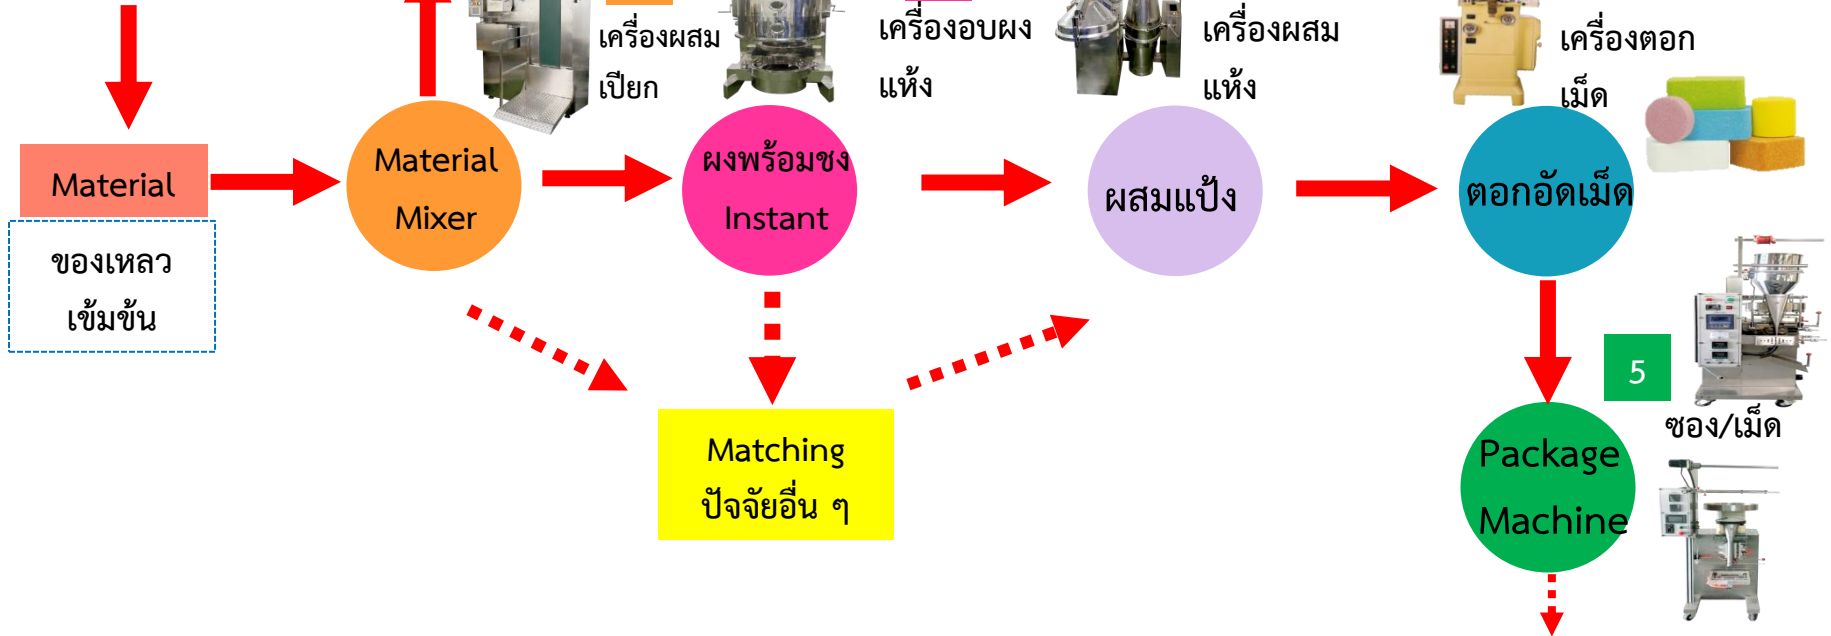 เครื่องผสม
เปียก
เครื่องอบผง
แห้ง
เครื่องผสม
แห้ง
เครื่องตอก
เม็ด
Material
ของเหลว
เข้มข้น
Material
Mixer
ผงพร้อมชง
Instant
ผสมแป้ง
ตอกอัดเม็ด
5
ซอง/เม็ด
Matching
ปัจจัยอื่น ๆ
Package
Machine